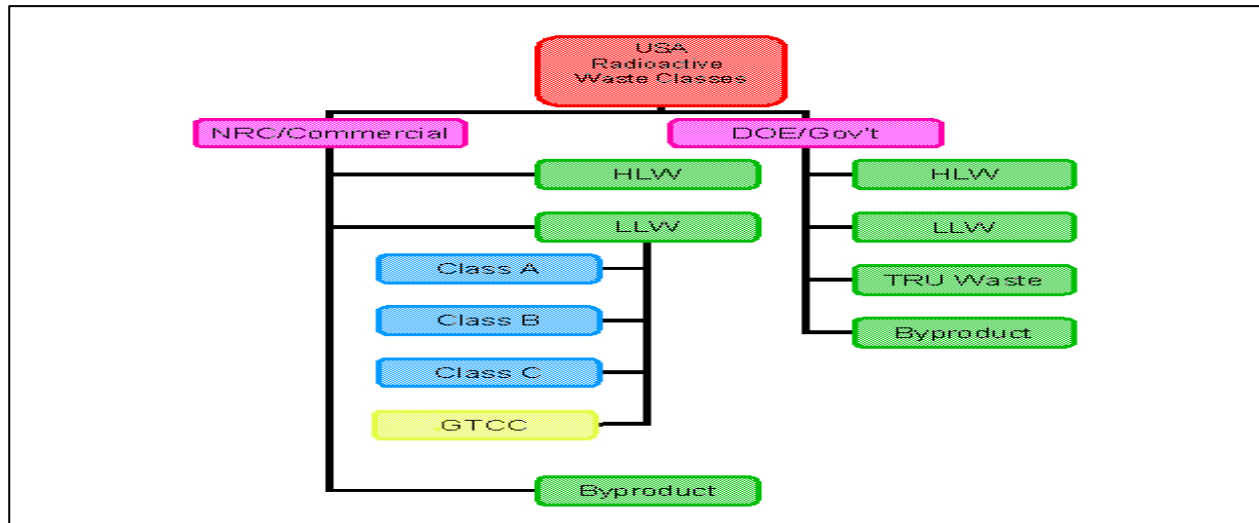 USA
Radioactive
Waste Classes
NRC/Commercial
DOE/Gov't
HLW
HLW
LLW
LLW
Class A
TRU Waste
Class B
Byproduct
Class C
GTCC
Byproduct